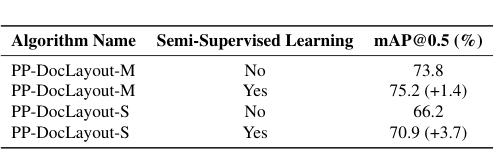 Algorithm Name Semi-Supervised Learning mAP@0.5 (%)
PP-DocLayout-M No 73.8
PP-DocLayout-M Yes 75.2 (+1.4)
PP-DocLayout-S No 66.2
PP-DocLayout-S Yes 70.9 (+3.7)